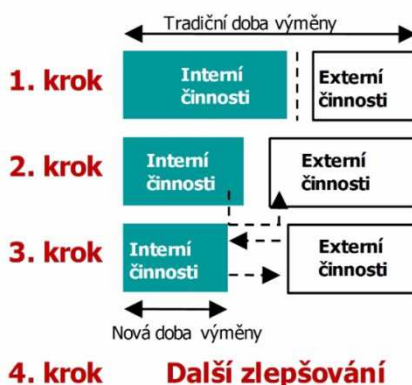 Tradiční doba výměny
1. krok
Interní
činnosti
Externí
činnosti
2. krok
Interní
činnosti
Externí
činnosti
3. krok
Interní
činnosti
Externí
činnosti
Nová doba výměny
4. krok Další zlepšování